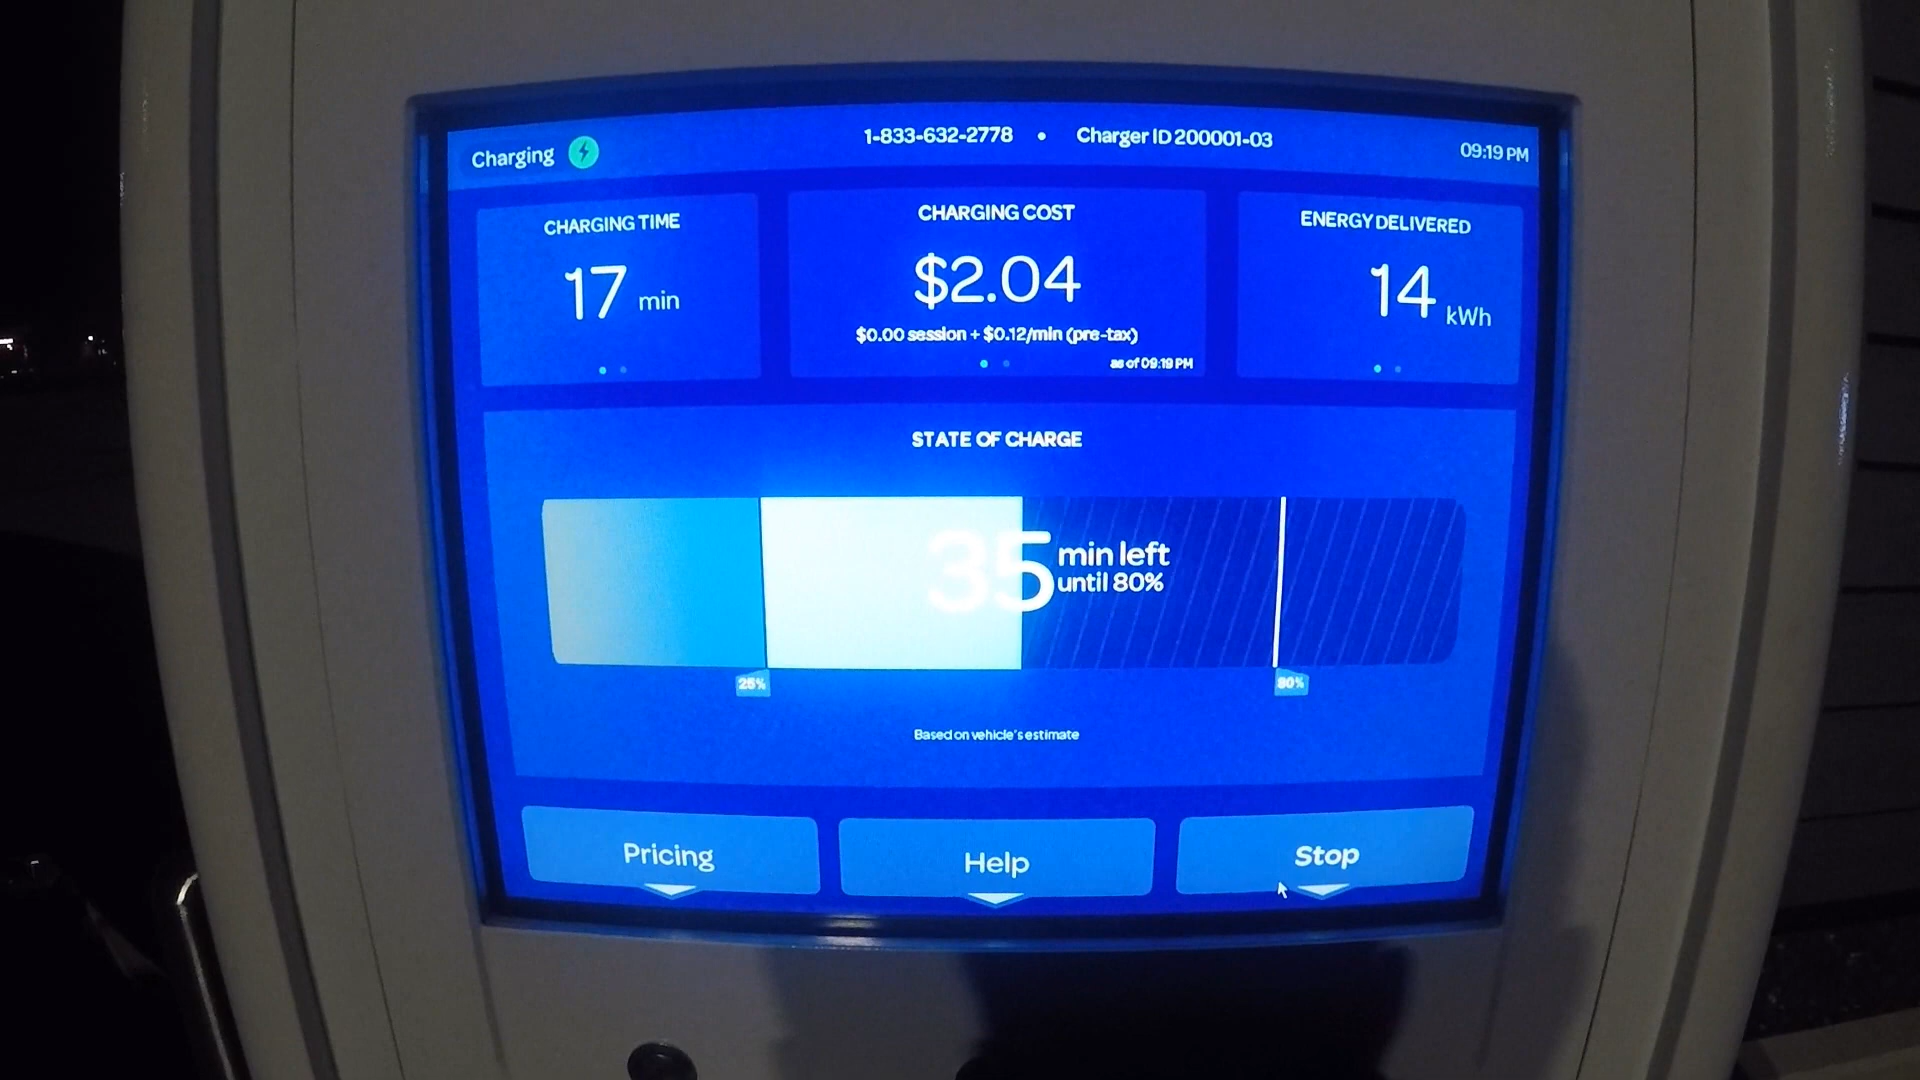 Charging
1-833-632-2778 • Charger ID 200001-03
09:19 PM
CHARGING TIME
17 min
CHARGING COST
$2.04
$0.00 session + $0.12/min (pre-tax)
as of 09:19 PM
ENERGY DELIVERED
14 kWh
STATE OF CHARGE
35 min left
until 80%
25%
80%
Based on vehicle's estimate
Pricing
Help
Stop